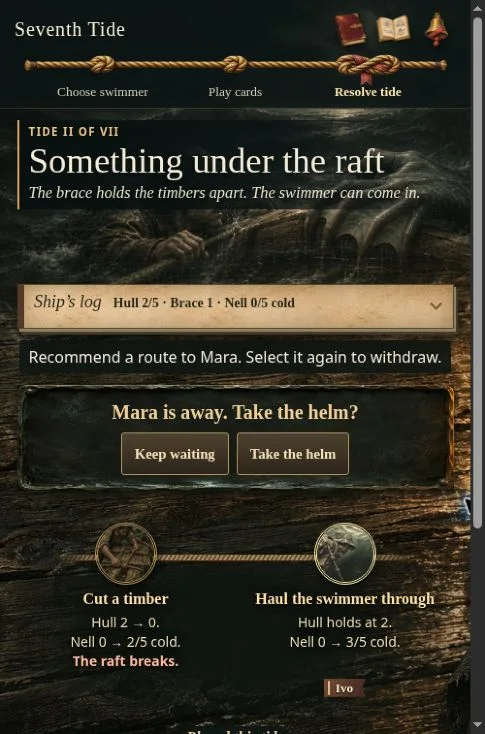 Seventh Tide
Choose swimmer
Play cards
Resolve tide
TIDE II OF VII
Something under the raft
The brace holds the timbers apart. The swimmer can come in.
Ship’s log Hull 2/5 · Brace 1 · Nell 0/5 cold
Recommend a route to Mara. Select it again to withdraw.
Mara is away. Take the helm?
Keep waiting
Take the helm
Cut a timber
Hull 2 → 0.
Nell 0 → 2/5 cold.
The raft breaks.
Haul the swimmer through
Hull holds at 2.
Nell 0 → 3/5 cold.
Ivo